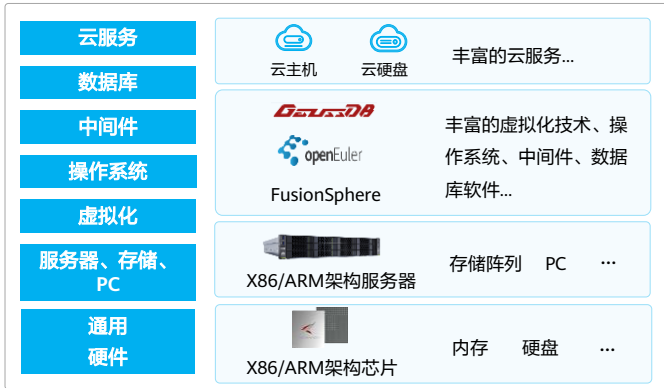 云服务
数据库
中间件
操作系统
虚拟化
服务器、存储、
PC
通用
硬件
云主机
云硬盘
丰富的云服务...
GaussDB
openEuler
FusionSphere
丰富的虚拟化技术、操
作系统、中间件、数据
库软件...
X86/ARM架构服务器
存储阵列 PC ...
X86/ARM架构芯片
内存 硬盘 ...